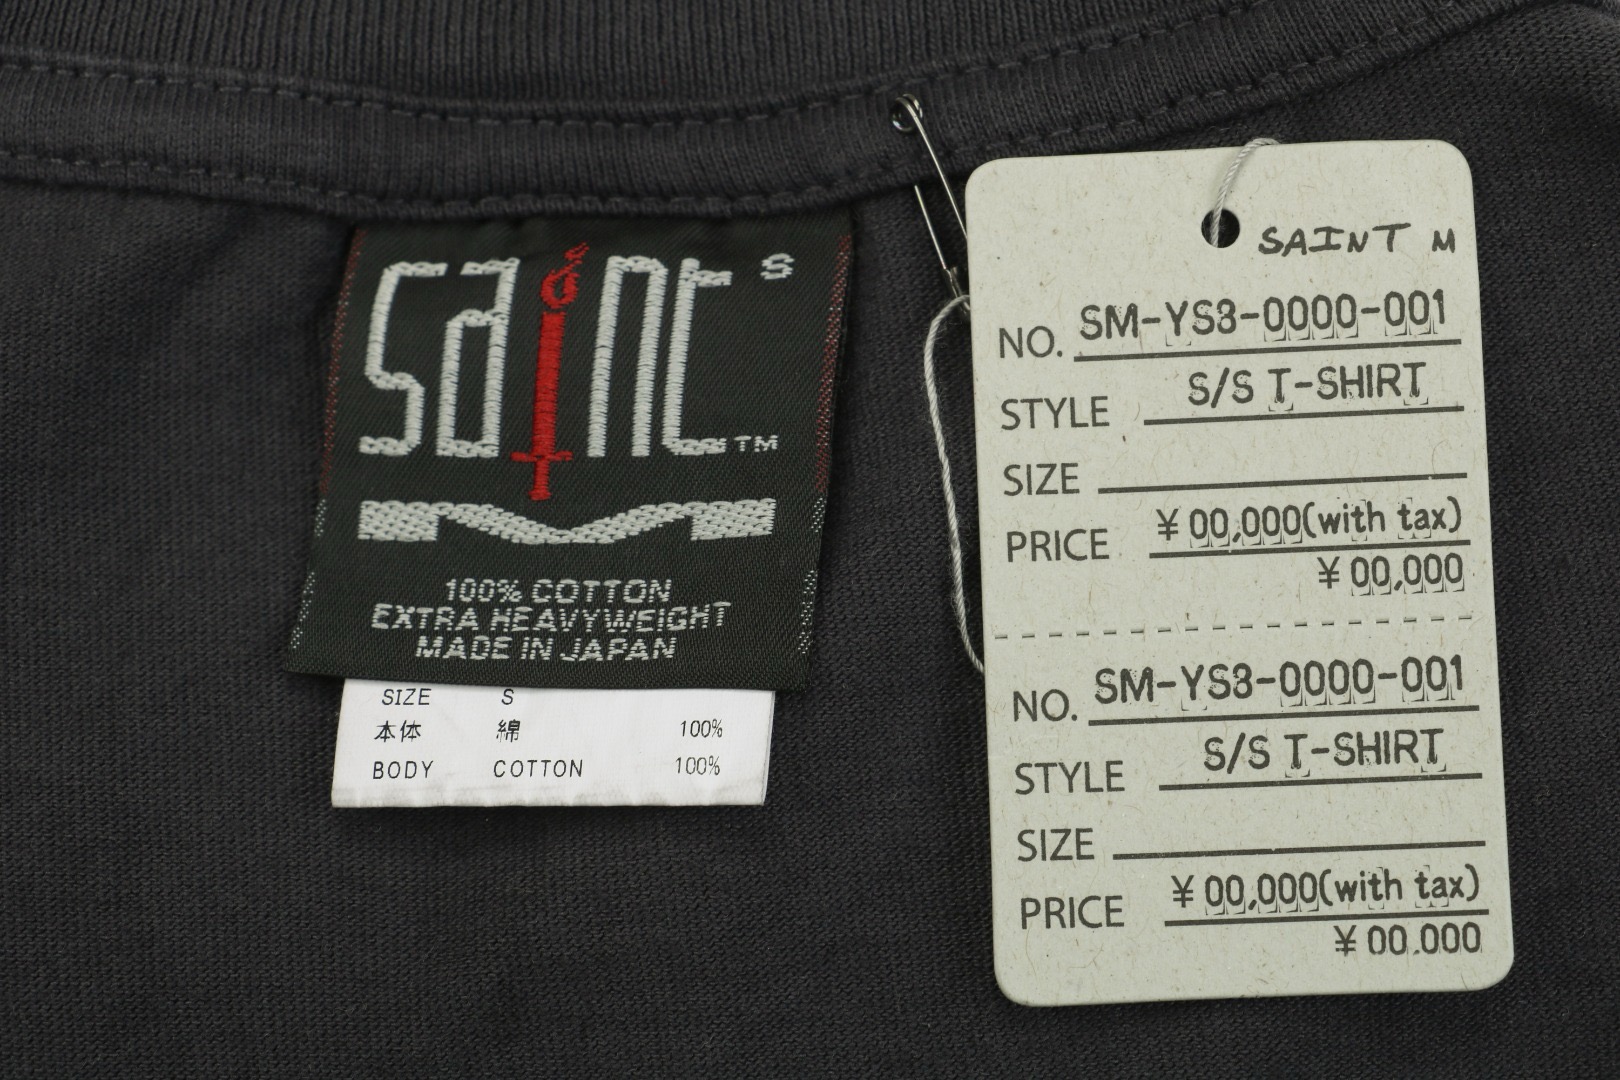 saint S
TM
M
100% COTTON
EXTRA HEAVYWEIGHT
MADE IN JAPAN
SIZE S
本体 綿 100%
BODY COTTON 100%
SAINT M
NO. SM-YS3-0000-001
STYLE S/S T-SHIRT
SIZE
PRICE ¥00,000(with tax)
¥00,000
NO. SM-YS3-0000-001
STYLE S/S T-SHIRT
SIZE
PRICE ¥00,000(with tax)
¥00.000